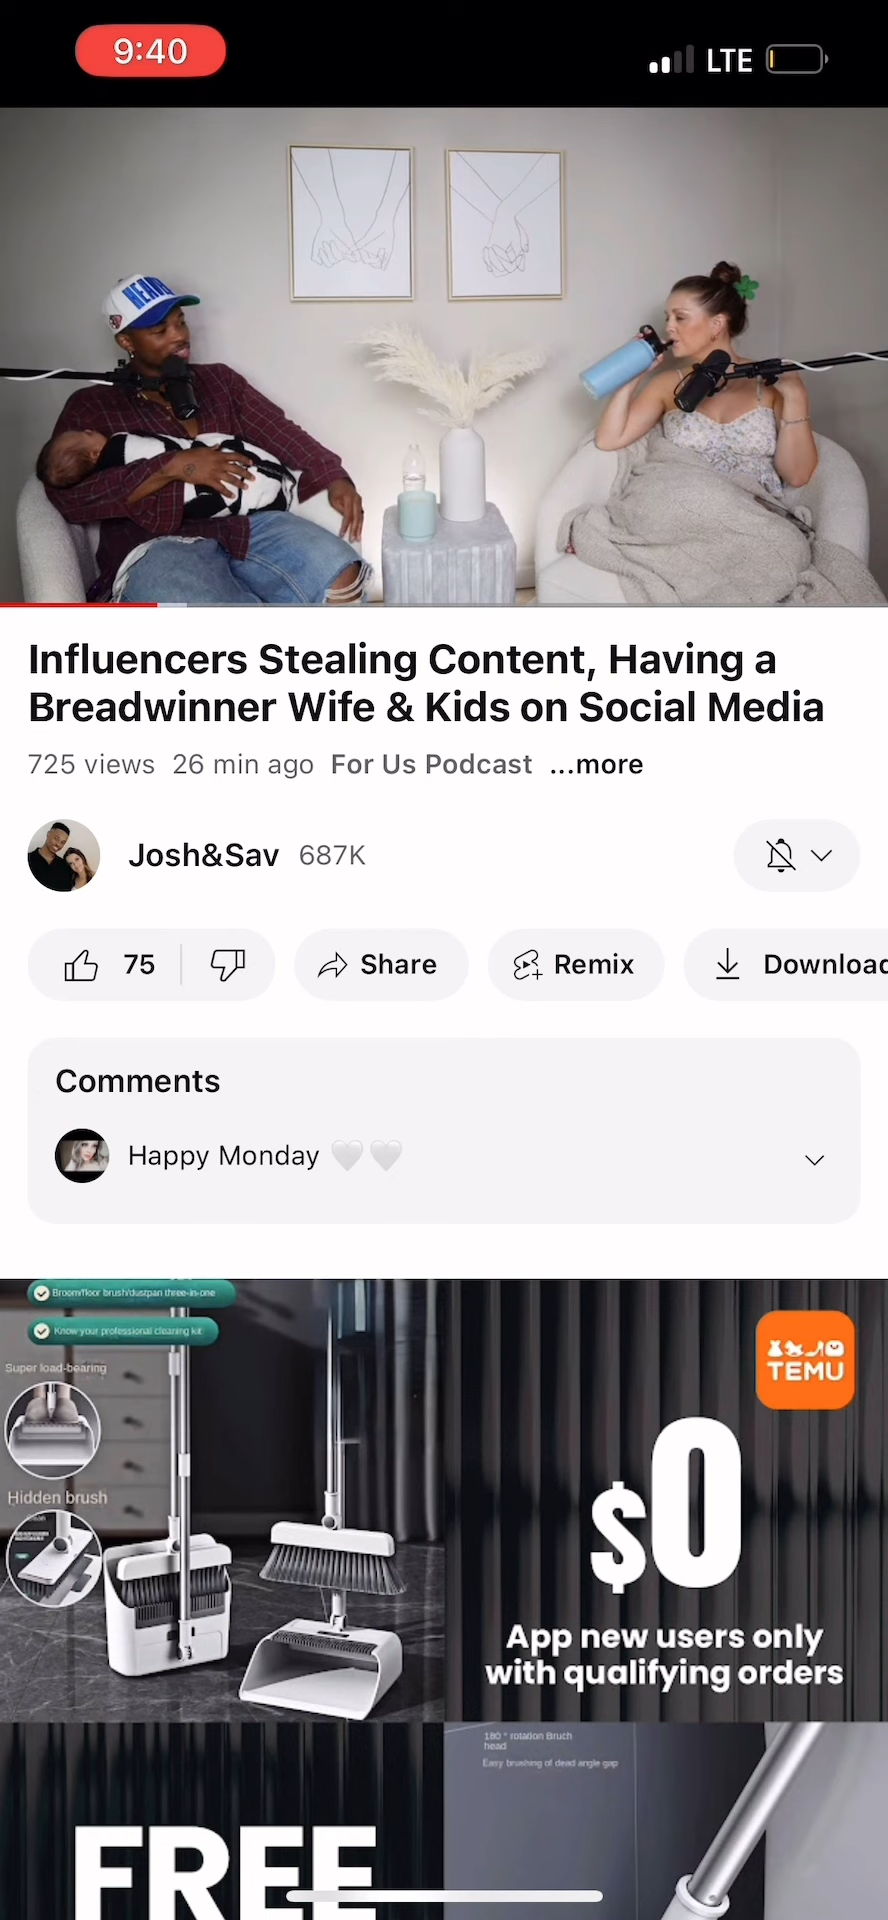 9:40
LTE
HEAVEN
Influencers Stealing Content, Having a
Breadwinner Wife & Kids on Social Media
725 views 26 min ago For Us Podcast ...more
Josh&Sav 687K
75
Share
Remix
Download
Comments
Happy Monday 🤍🤍
Broom/floor brush/dustpan three-in-one
Know your professional cleaning kit
Super load-bearing
Hidden brush
TEMU
$0
App new users only
with qualifying orders
180 ° rotation Bruch
head
Easy brushing of dead angle gap
FREE